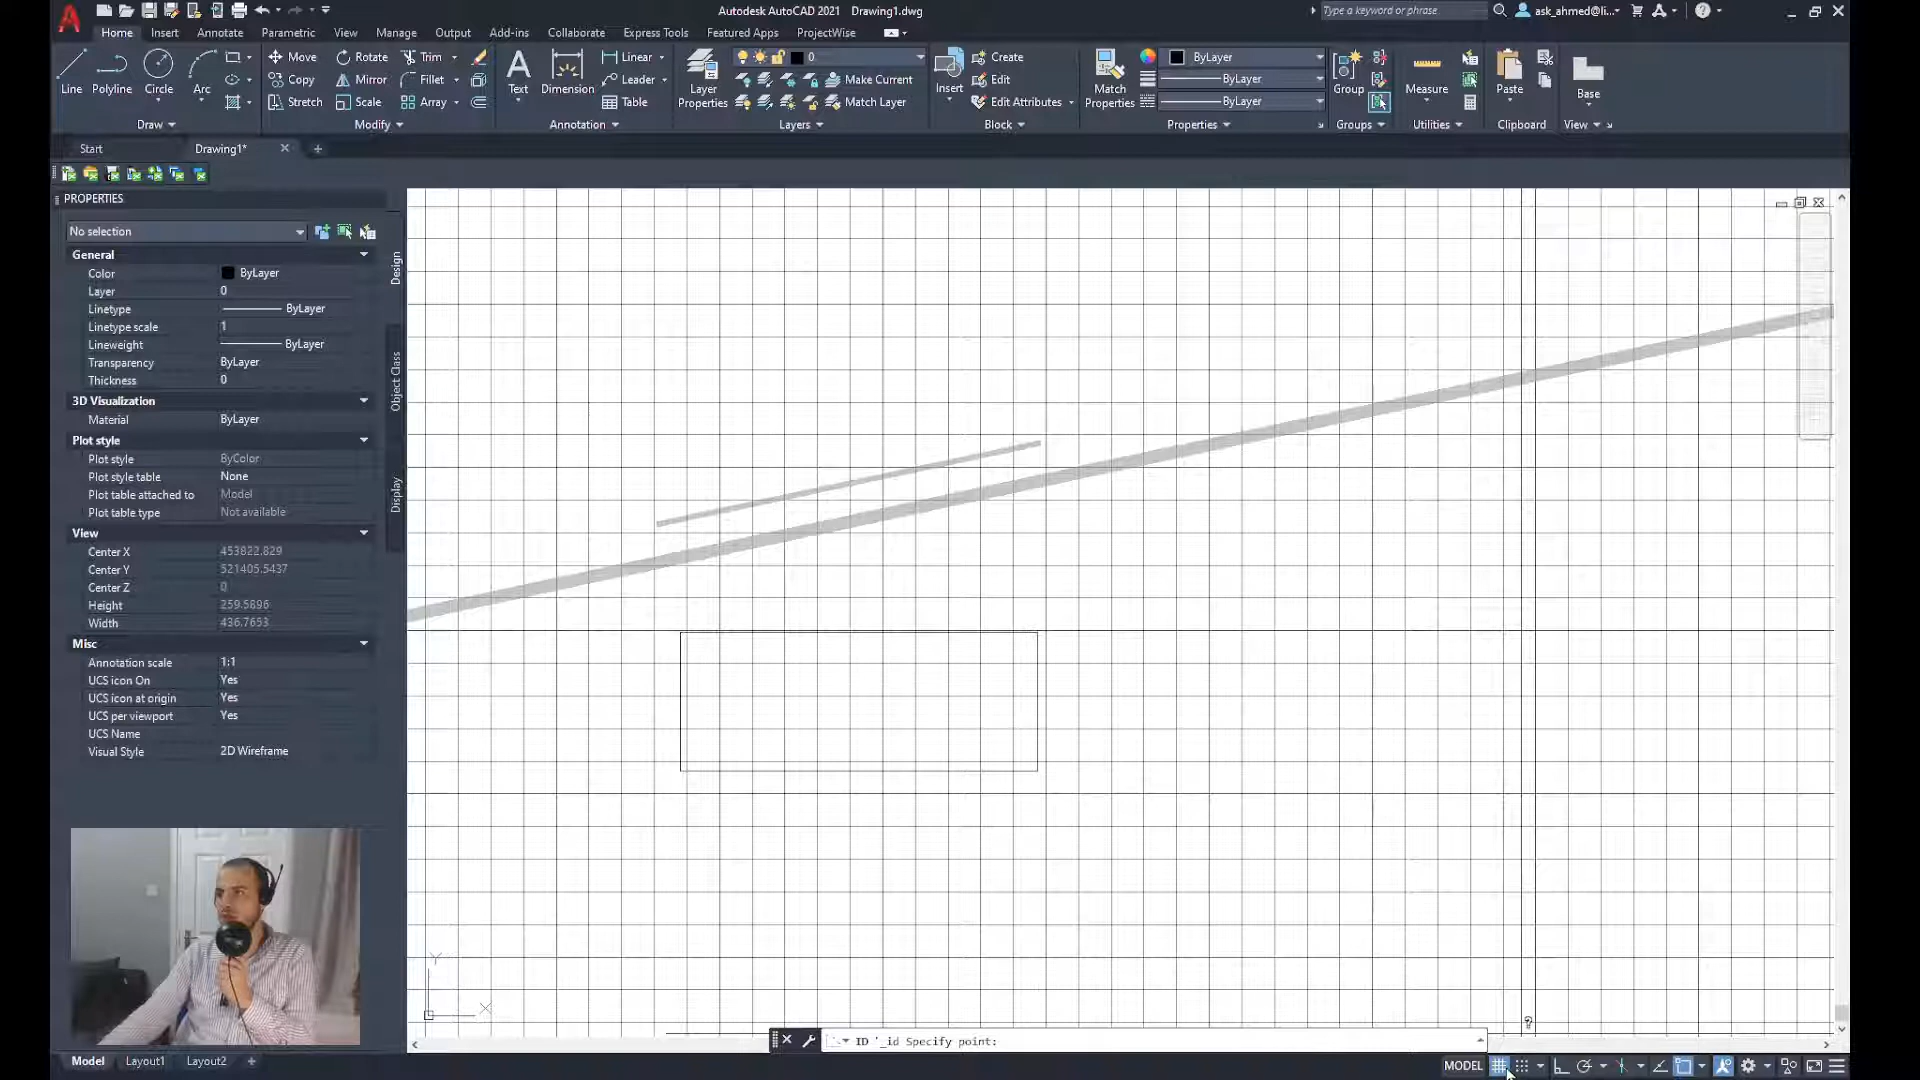 Autodesk AutoCAD 2021 Drawing1.dwg
Type a keyword or phrase
ask_ahmed@li...
Home Insert Annotate Parametric View Manage Output Add-ins Collaborate Express Tools Featured Apps ProjectWise
Line Polyline Circle Arc
Move Rotate Trim
Copy Mirror Fillet
Stretch Scale Array
Text Dimension
Linear
Leader
Table
Layer Properties
0
Make Current
Match Layer
Insert
Create
Edit
Edit Attributes
Match Properties
ByLayer
ByLayer
ByLayer
Group
Measure
Paste
Base
Draw Modify Annotation Layers Block Properties Groups Utilities Clipboard View
Start Drawing1*
PROPERTIES
No selection
General
Color ByLayer
Layer 0
Linetype ByLayer
Linetype scale 1
Lineweight ByLayer
Transparency ByLayer
Thickness 0
3D Visualization
Material ByLayer
Plot style
Plot style ByColor
Plot style table None
Plot table attached to Model
Plot table type Not available
View
Center X 453822.829
Center Y 521405.5437
Center Z 0
Height 259.5896
Width 436.7653
Misc
Annotation scale 1:1
UCS icon On Yes
UCS icon at origin Yes
UCS per viewport Yes
UCS Name
Visual Style 2D Wireframe
Design
Object Class
Display
Y
X
ID '_id Specify point:
Model Layout1 Layout2
MODEL